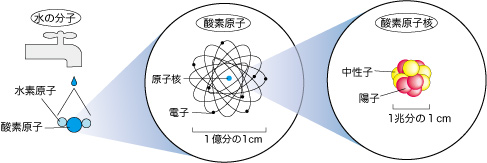 水の分子
水素原子
酸素原子
酸素原子
原子核
電子
1億分の1cm
酸素原子核
中性子
陽子
1兆分の1cm